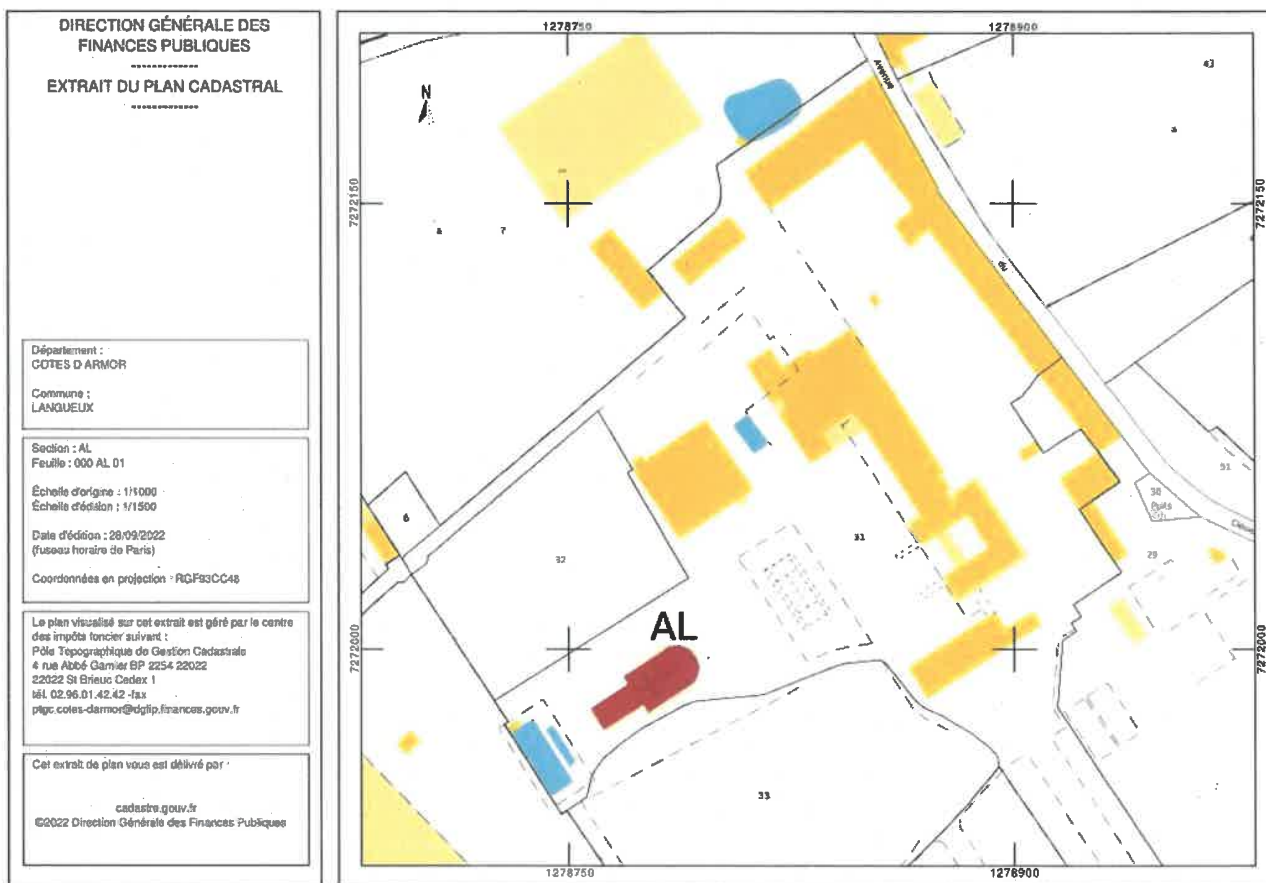 DIRECTION GÉNÉRALE DES
FINANCES PUBLIQUES
-------------
EXTRAIT DU PLAN CADASTRAL
-------------
Département :
COTES D ARMOR
Commune :
LANGUEUX
Section : AL
Feuille : 000 AL 01
Échelle d'origine : 1/1000
Échelle d'édition : 1/1500
Date d'édition : 28/09/2022
(fuseau horaire de Paris)
Coordonnées en projection : RGF93CC48
Le plan visualisé sur cet extrait est géré par le centre
des impôts foncier suivant :
Pôle Topographique de Gestion Cadastrale
4 rue Abbé Garnier BP 2254 22022
22022 St Brieuc Cedex 1
tél. 02.96.01.42.42 -fax
ptgc.cotes-darmor@dgfip.finances.gouv.fr
Cet extrait de plan vous est délivré par :
cadastre.gouv.fr
©2022 Direction Générale des Finances Publiques
1278750
1278900
N
Avenue
7272150
7272150
7
du
6
32
31
30
Puits
29
AL
7272000
7272000
33
1278750
1278900